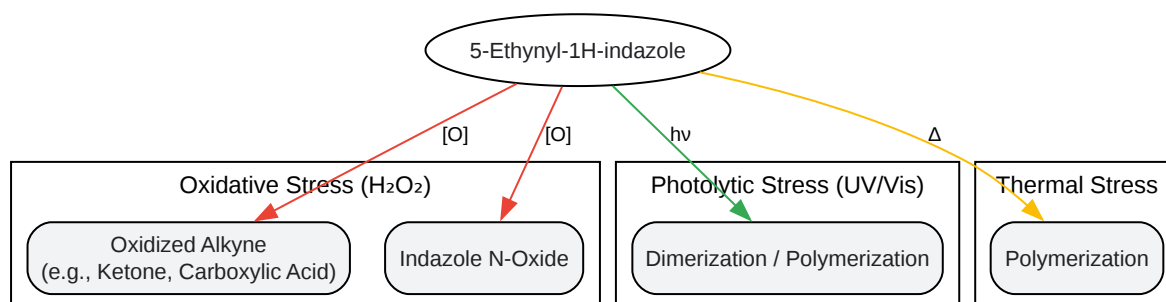 5-Ethynyl-1H-indazole
[O]
[O]
hν
Δ
Oxidative Stress (H₂O₂)
Photolytic Stress (UV/Vis)
Thermal Stress
Oxidized Alkyne
(e.g., Ketone, Carboxylic Acid)
Indazole N-Oxide
Dimerization / Polymerization
Polymerization